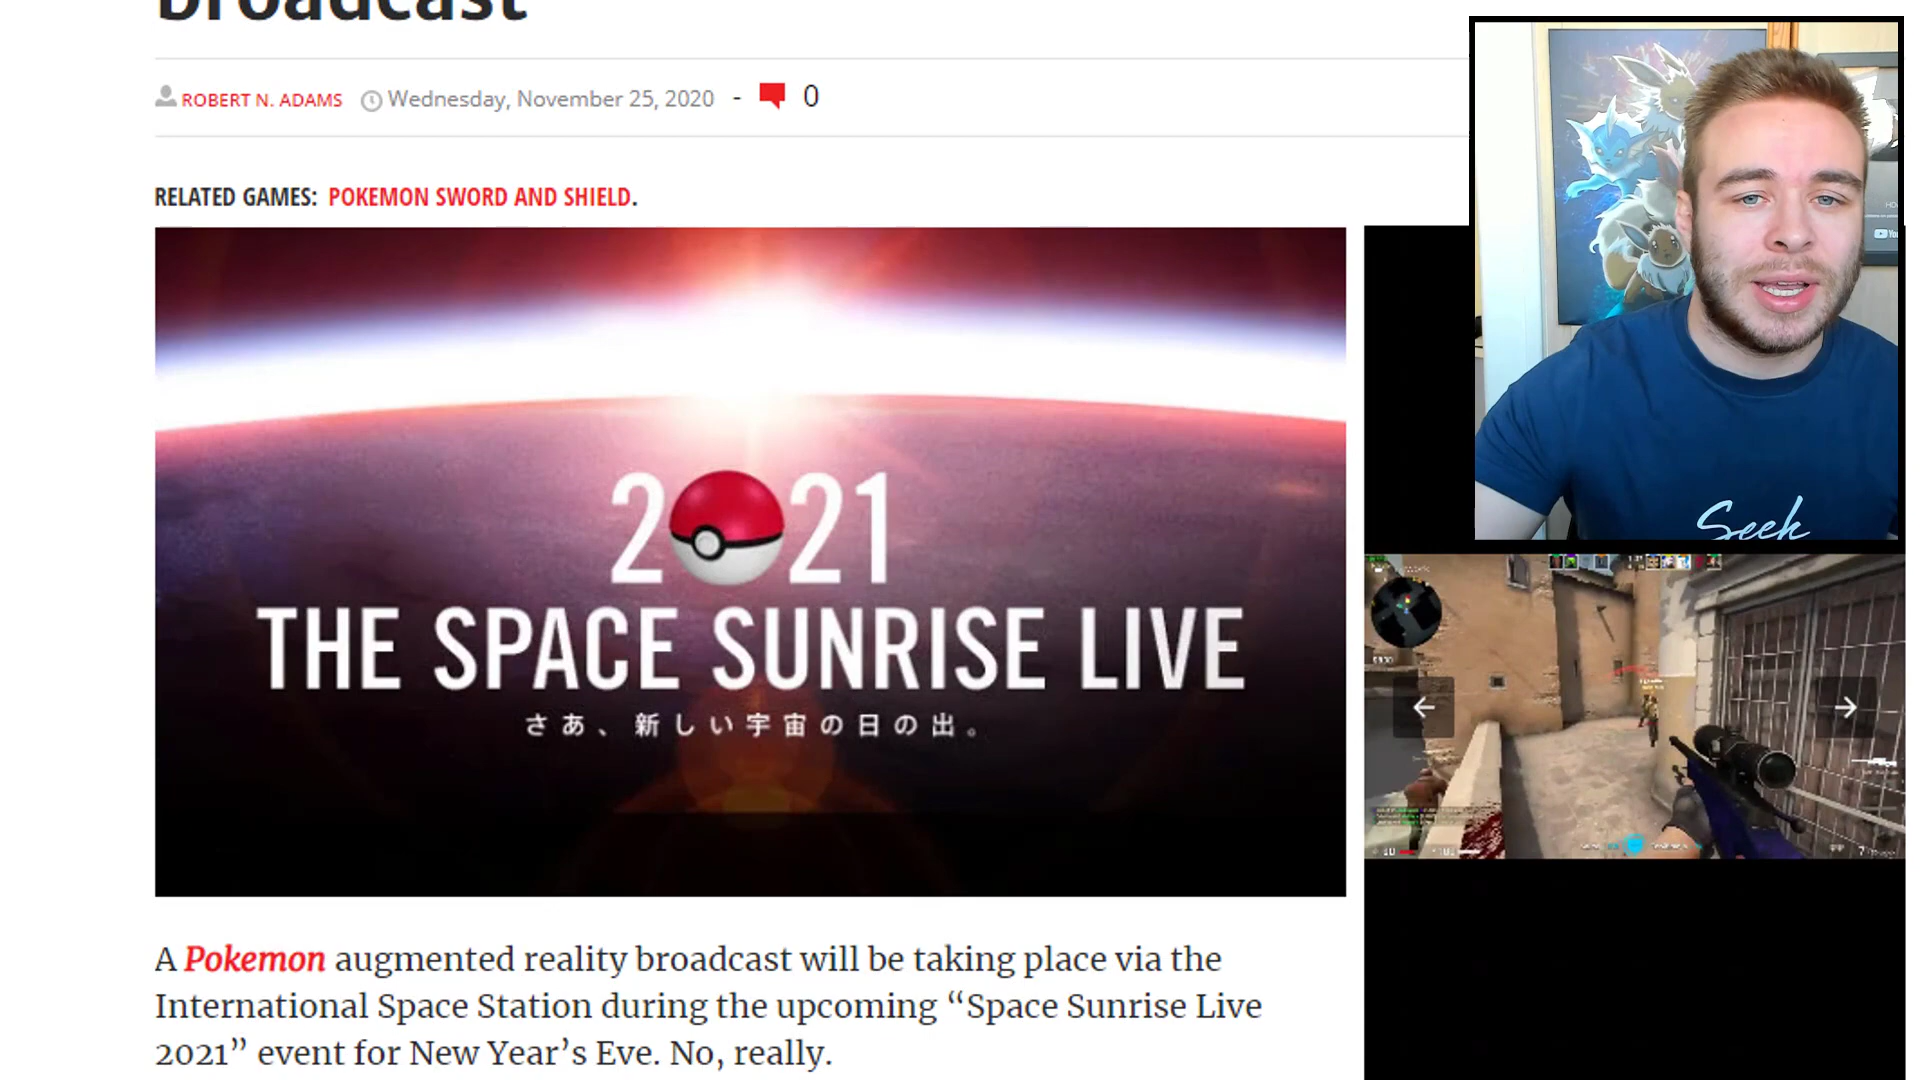 broadcast
ROBERT N. ADAMS Wednesday, November 25, 2020 - 0
RELATED GAMES: POKEMON SWORD AND SHIELD.
2021
THE SPACE SUNRISE LIVE
さあ、新しい宇宙の日の出。
A Pokemon augmented reality broadcast will be taking place via the
International Space Station during the upcoming “Space Sunrise Live
2021” event for New Year’s Eve. No, really.
Seek